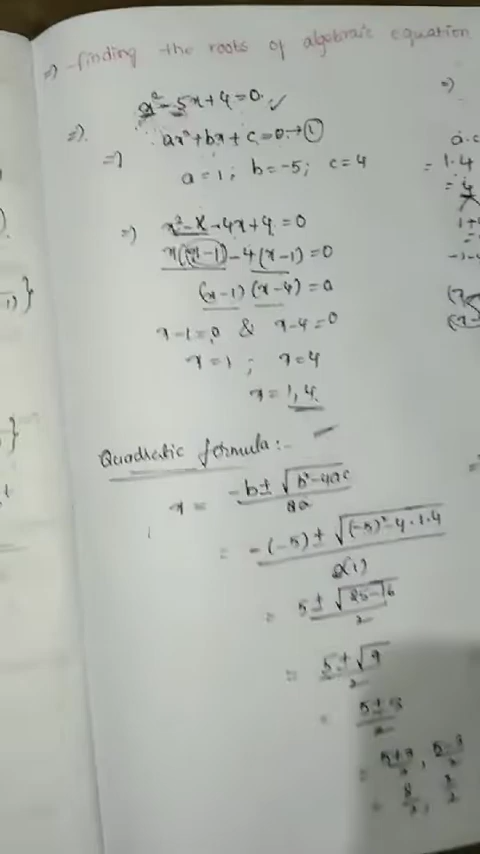 => finding the roots of algebraic equation
x² - 5x + 4 = 0 ✓
=> ax² + bx + c = 0 → ①
=> a = 1 ; b = -5 ; c = 4
=> x² - x - 4x + 4 = 0
x(x-1) - 4(x-1) = 0
(x-1) (x-4) = 0
x-1 = 0 & x-4 = 0
x = 1 ; x = 4
x = 1, 4
Quadratic formula :-
x = -b ± √b²-4ac / 2a
= -(-5) ± √(-5)² - 4·1·4 / 2(1)
= 5 ± √25-16 / 2
= 5 ± √9 / 2
= 5 ± 3 / 2
= 5+3/2 , 5-3/2
= 8/2 , 2/2
=>
a.c
= 1.4
= 4